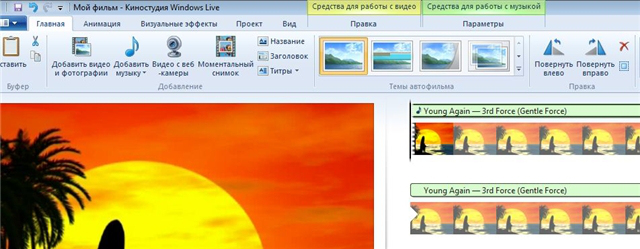 Мой фильм - Киностудия Windows Live
Средства для работы с видео
Средства для работы с музыкой
Главная
Анимация
Визуальные эффекты
Проект
Вид
Правка
Параметры
ставить
Добавить видео и фотографии
Добавить музыку
Видео с веб -камеры
Моментальный снимок
Название
Заголовок
Титры
Повернуть влево
Повернуть вправо
Буфер
Добавление
Темы автофильма
Правка
Young Again — 3rd Force (Gentle Force)
Young Again — 3rd Force (Gentle Force)